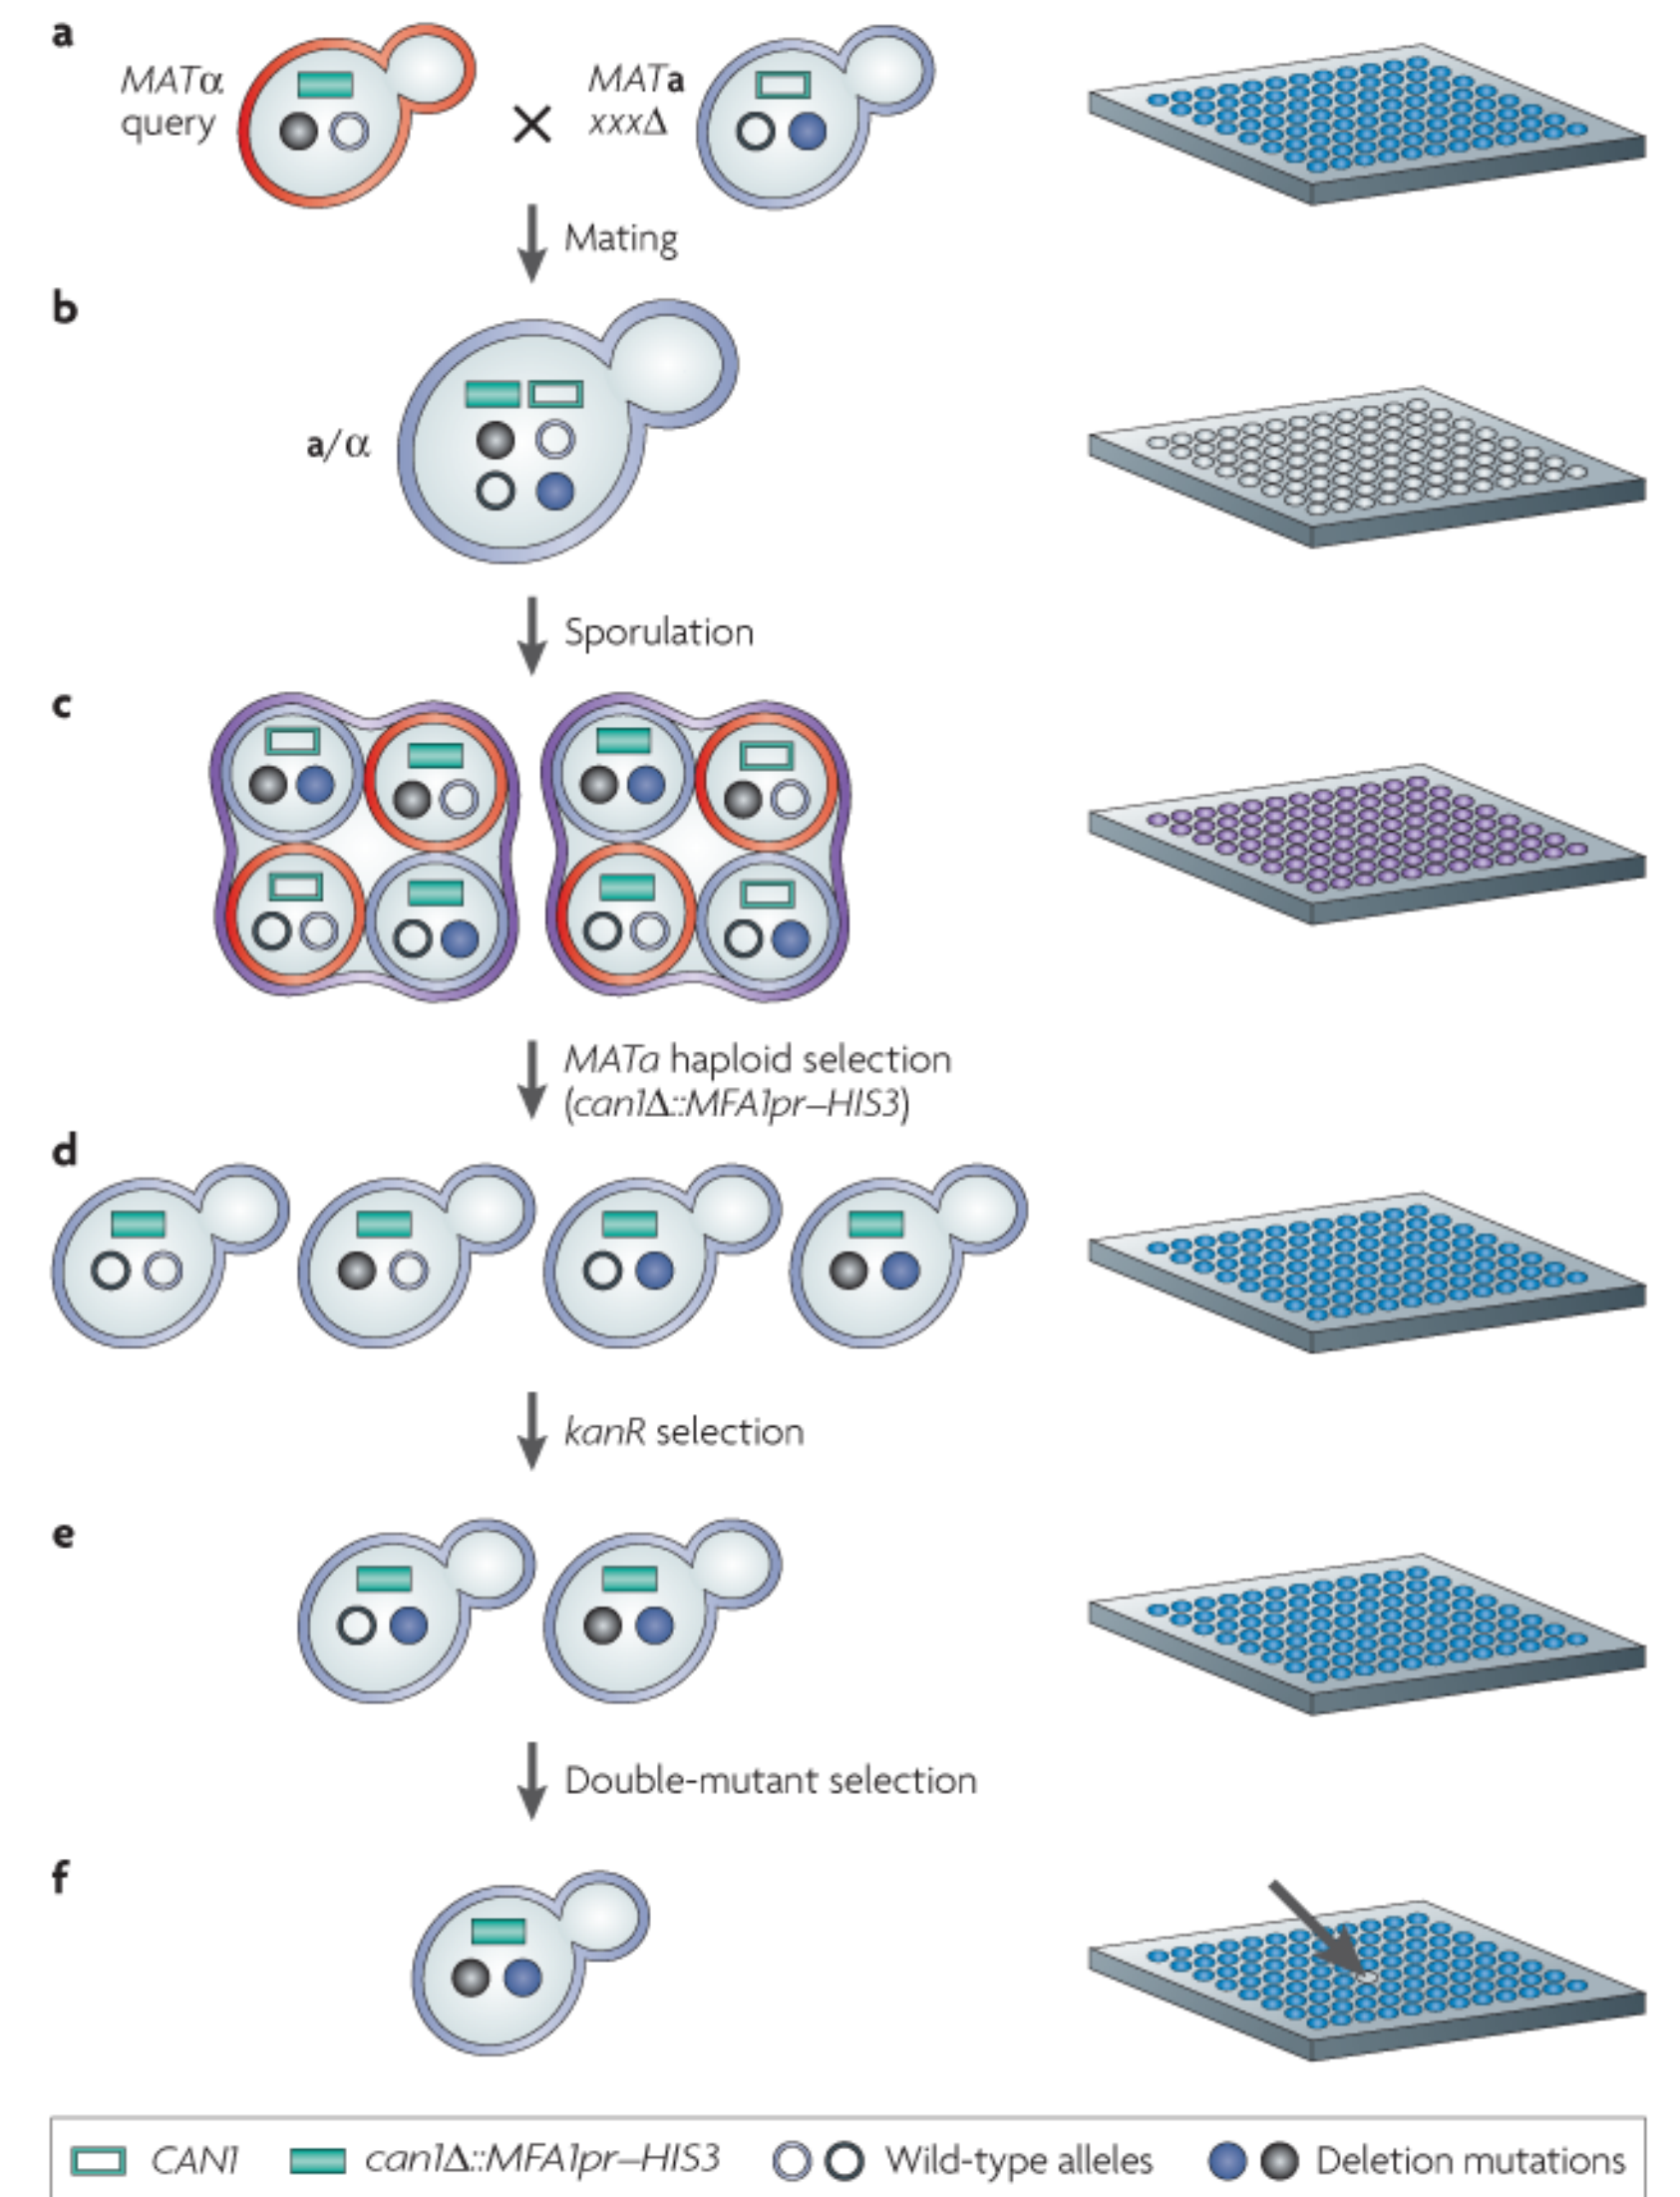 a
MATα
query
MATa
xxxΔ
Mating
b
a/α
Sporulation
c
MATa haploid selection
(can1Δ::MFA1pr–HIS3)
d
kanR selection
e
Double-mutant selection
f
CAN1 can1Δ::MFA1pr–HIS3 Wild-type alleles Deletion mutations